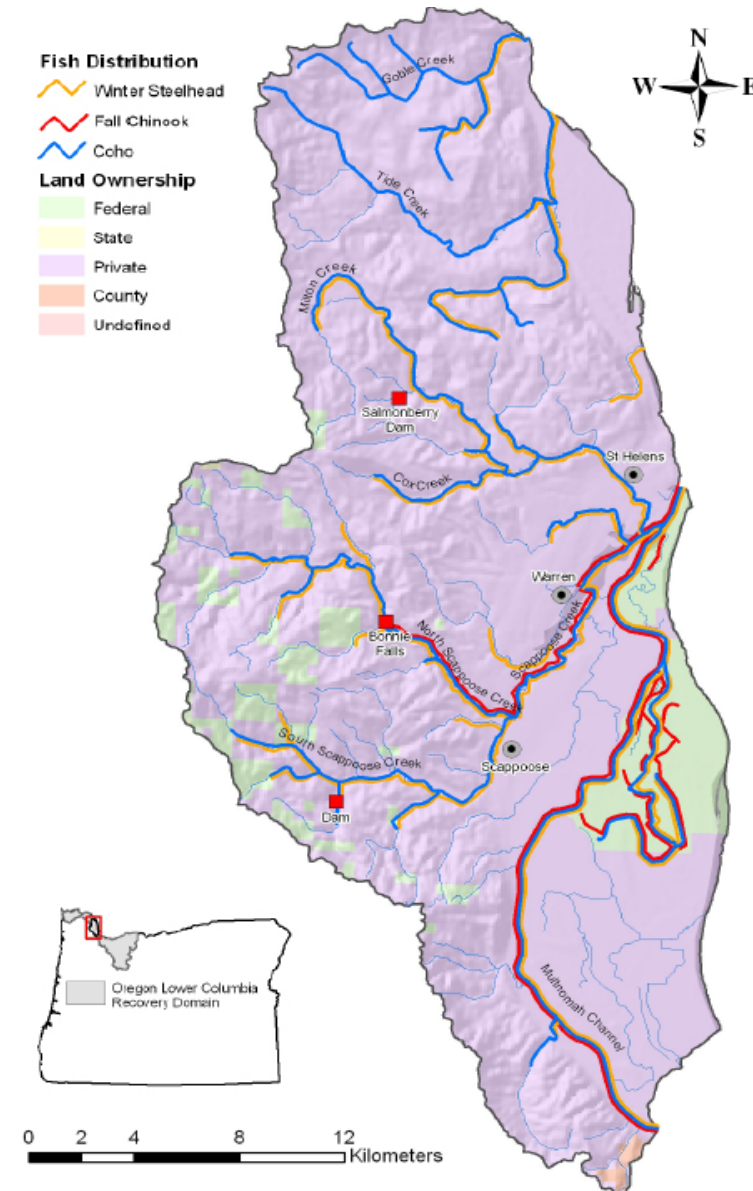 Fish Distribution
Winter Steelhead
Fall Chinook
Coho
Land Ownership
Federal
State
Private
County
Undefined
N
W E
S
Goble Creek
Tide Creek
Milton Creek
Salmonberry
Dam
Cox Creek
St Helens
Warren
Bonnie
Falls
North Scappoose Creek
Scappoose Creek
South Scappoose Creek
Scappoose
Dam
Multnomah Channel
Oregon Lower Columbia
Recovery Domain
0 2 4 8 12
Kilometers